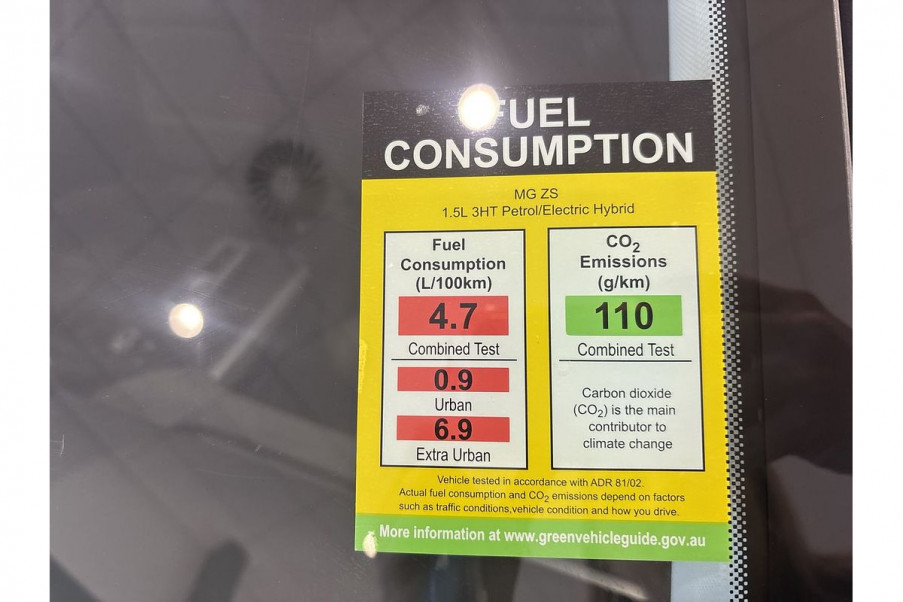 FUEL
CONSUMPTION
MG ZS
1.5L 3HT Petrol/Electric Hybrid
Fuel
Consumption
(L/100km)
4.7
Combined Test
0.9
Urban
6.9
Extra Urban
CO₂
Emissions
(g/km)
110
Combined Test
Carbon dioxide
(CO₂) is the main
contributor to
climate change
Vehicle tested in accordance with ADR 81/02.
Actual fuel consumption and CO₂ emissions depend on factors
such as traffic conditions,vehicle condition and how you drive.
More information at www.greenvehicleguide.gov.au